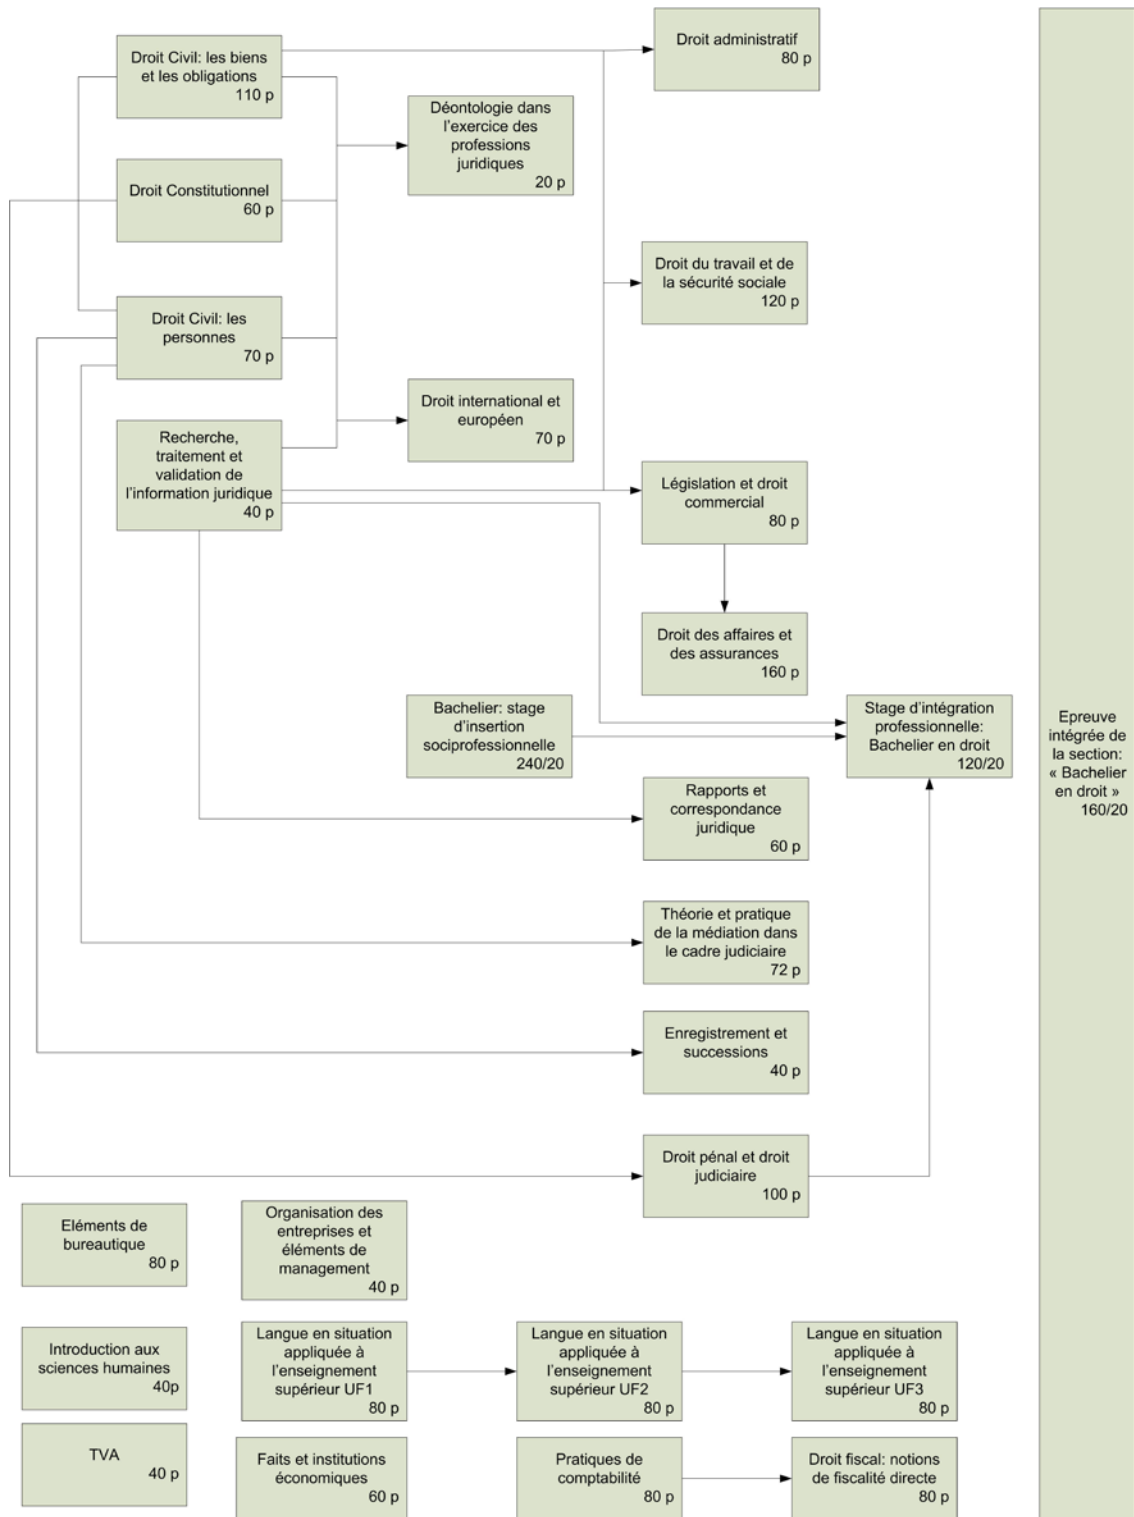 Droit Civil: les biens
et les obligations
110 p
Droit administratif
80 p
Déontologie dans
l'exercice des
professions
juridiques
20 p
Droit Constitutionnel
60 p
Droit du travail et de
la sécurité sociale
120 p
Droit Civil: les
personnes
70 p
Droit international et
européen
70 p
Recherche,
traitement et
validation de
l'information juridique
40 p
Législation et droit
commercial
80 p
Droit des affaires et
des assurances
160 p
Bachelier: stage
d'insertion
sociprofessionnelle
240/20
Stage d'intégration
professionnelle:
Bachelier en droit
120/20
Epreuve
intégrée de
la section:
« Bachelier
en droit »
160/20
Rapports et
correspondance
juridique
60 p
Théorie et pratique
de la médiation dans
le cadre judiciaire
72 p
Enregistrement et
successions
40 p
Droit pénal et droit
judiciaire
100 p
Eléments de
bureautique
80 p
Organisation des
entreprises et
éléments de
management
40 p
Introduction aux
sciences humaines
40p
Langue en situation
appliquée à
l'enseignement
supérieur UF1
80 p
Langue en situation
appliquée à
l'enseignement
supérieur UF2
80 p
Langue en situation
appliquée à
l'enseignement
supérieur UF3
80 p
TVA
40 p
Faits et institutions
économiques
60 p
Pratiques de
comptabilité
80 p
Droit fiscal: notions
de fiscalité directe
80 p